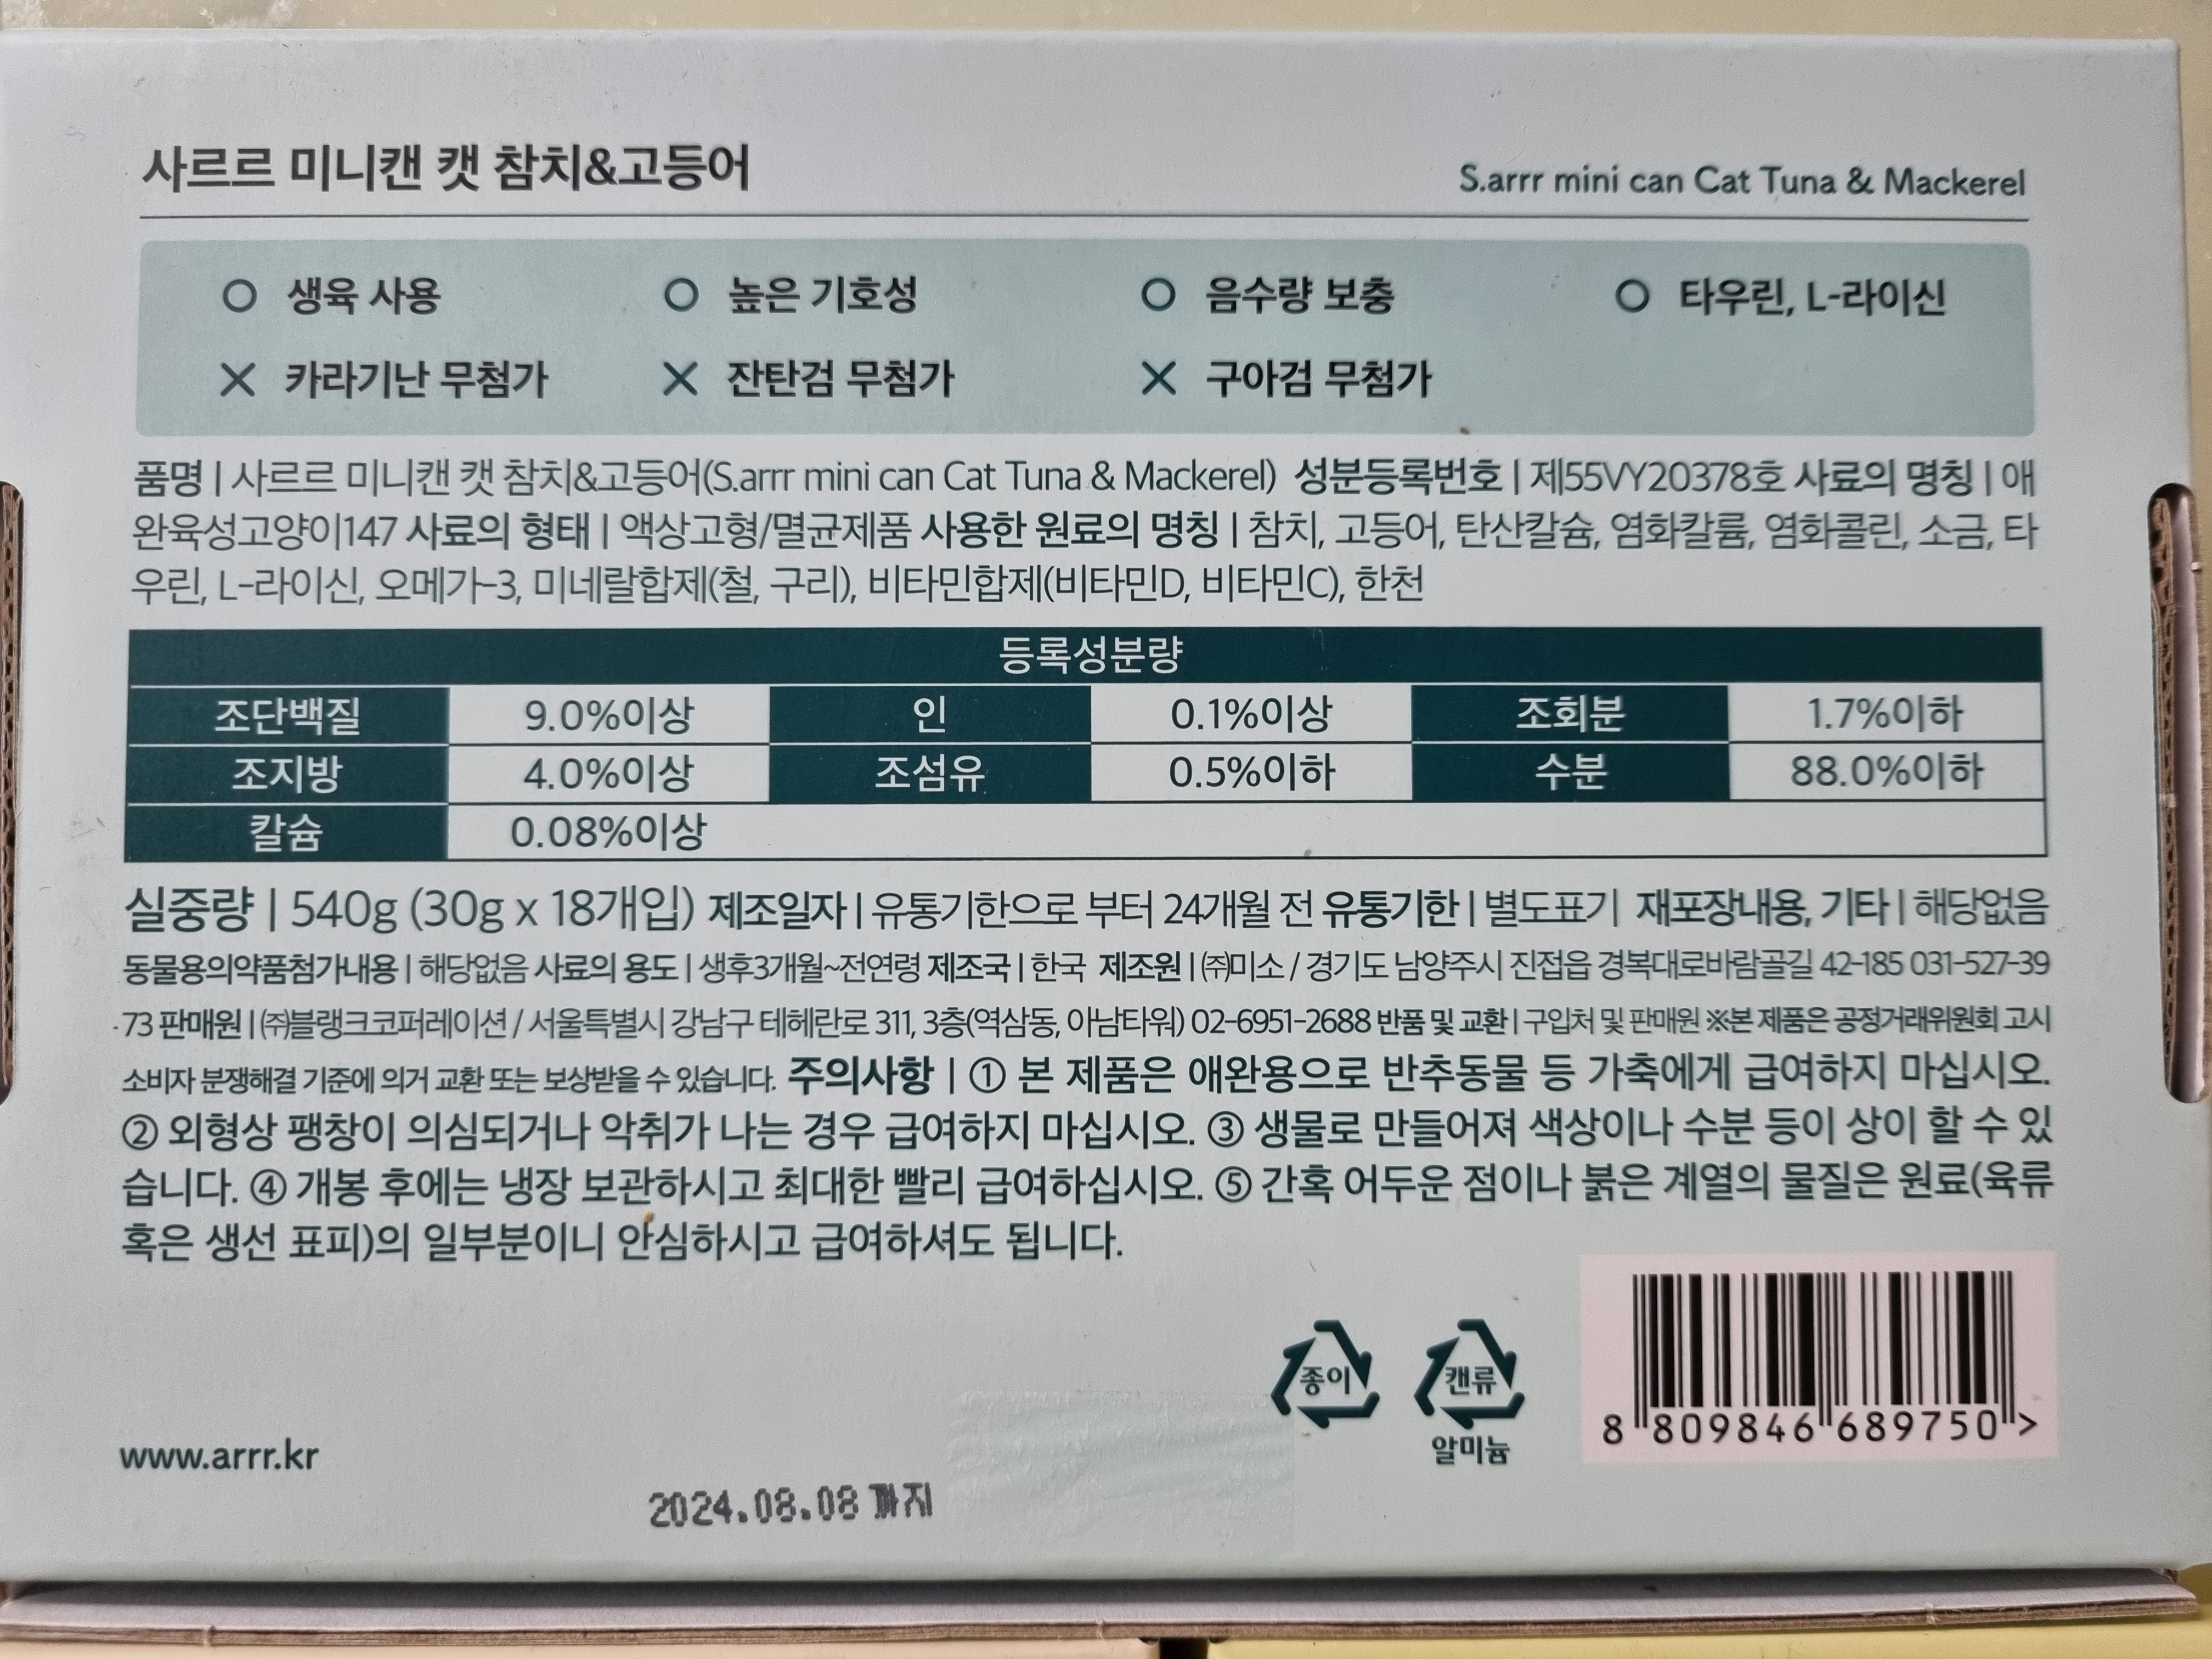 사르르 미니캔 캣 참치&고등어
S.arrr mini can Cat Tuna & Mackerel
○ 생육 사용 ○ 높은 기호성 ○ 음수량 보충 ○ 타우린, L-라이신
✕ 카라기난 무첨가 ✕ 잔탄검 무첨가 ✕ 구아검 무첨가
품명 | 사르르 미니캔 캣 참치&고등어(S.arrr mini can Cat Tuna & Mackerel) 성분등록번호 | 제55VY20378호 사료의 명칭 | 애
완육성고양이147 사료의 형태 | 액상고형/멸균제품 사용한 원료의 명칭 | 참치, 고등어, 탄산칼슘, 염화칼륨, 염화콜린, 소금, 타
우린, L-라이신, 오메가-3, 미네랄합제(철, 구리), 비타민합제(비타민D, 비타민C), 한천
등록성분량
조단백질 9.0%이상 인 0.1%이상 조회분 1.7%이하
조지방 4.0%이상 조섬유 0.5%이하 수분 88.0%이하
칼슘 0.08%이상
실중량 | 540g (30g x 18개입) 제조일자 | 유통기한으로 부터 24개월 전 유통기한 | 별도표기 재포장내용, 기타 | 해당없음
동물용의약품첨가내용 | 해당없음 사료의 용도 | 생후3개월~전연령 제조국 | 한국 제조원 | ㈜미소 / 경기도 남양주시 진접읍 경복대로바람골길 42-185 031-527-39
73 판매원 | ㈜블랭크코퍼레이션 / 서울특별시 강남구 테헤란로 311, 3층(역삼동, 아남타워) 02-6951-2688 반품 및 교환 | 구입처 및 판매원 ※본 제품은 공정거래위원회 고시
소비자 분쟁해결 기준에 의거 교환 또는 보상받을 수 있습니다. 주의사항 | ① 본 제품은 애완용으로 반추동물 등 가축에게 급여하지 마십시오.
② 외형상 팽창이 의심되거나 악취가 나는 경우 급여하지 마십시오. ③ 생물로 만들어져 색상이나 수분 등이 상이 할 수 있
습니다. ④ 개봉 후에는 냉장 보관하시고 최대한 빨리 급여하십시오. ⑤ 간혹 어두운 점이나 붉은 계열의 물질은 원료(육류
혹은 생선 표피)의 일부분이니 안심하시고 급여하셔도 됩니다.
종이
캔류
알미늄
8 809846 689750 >
www.arrr.kr
2024.08.08 까지